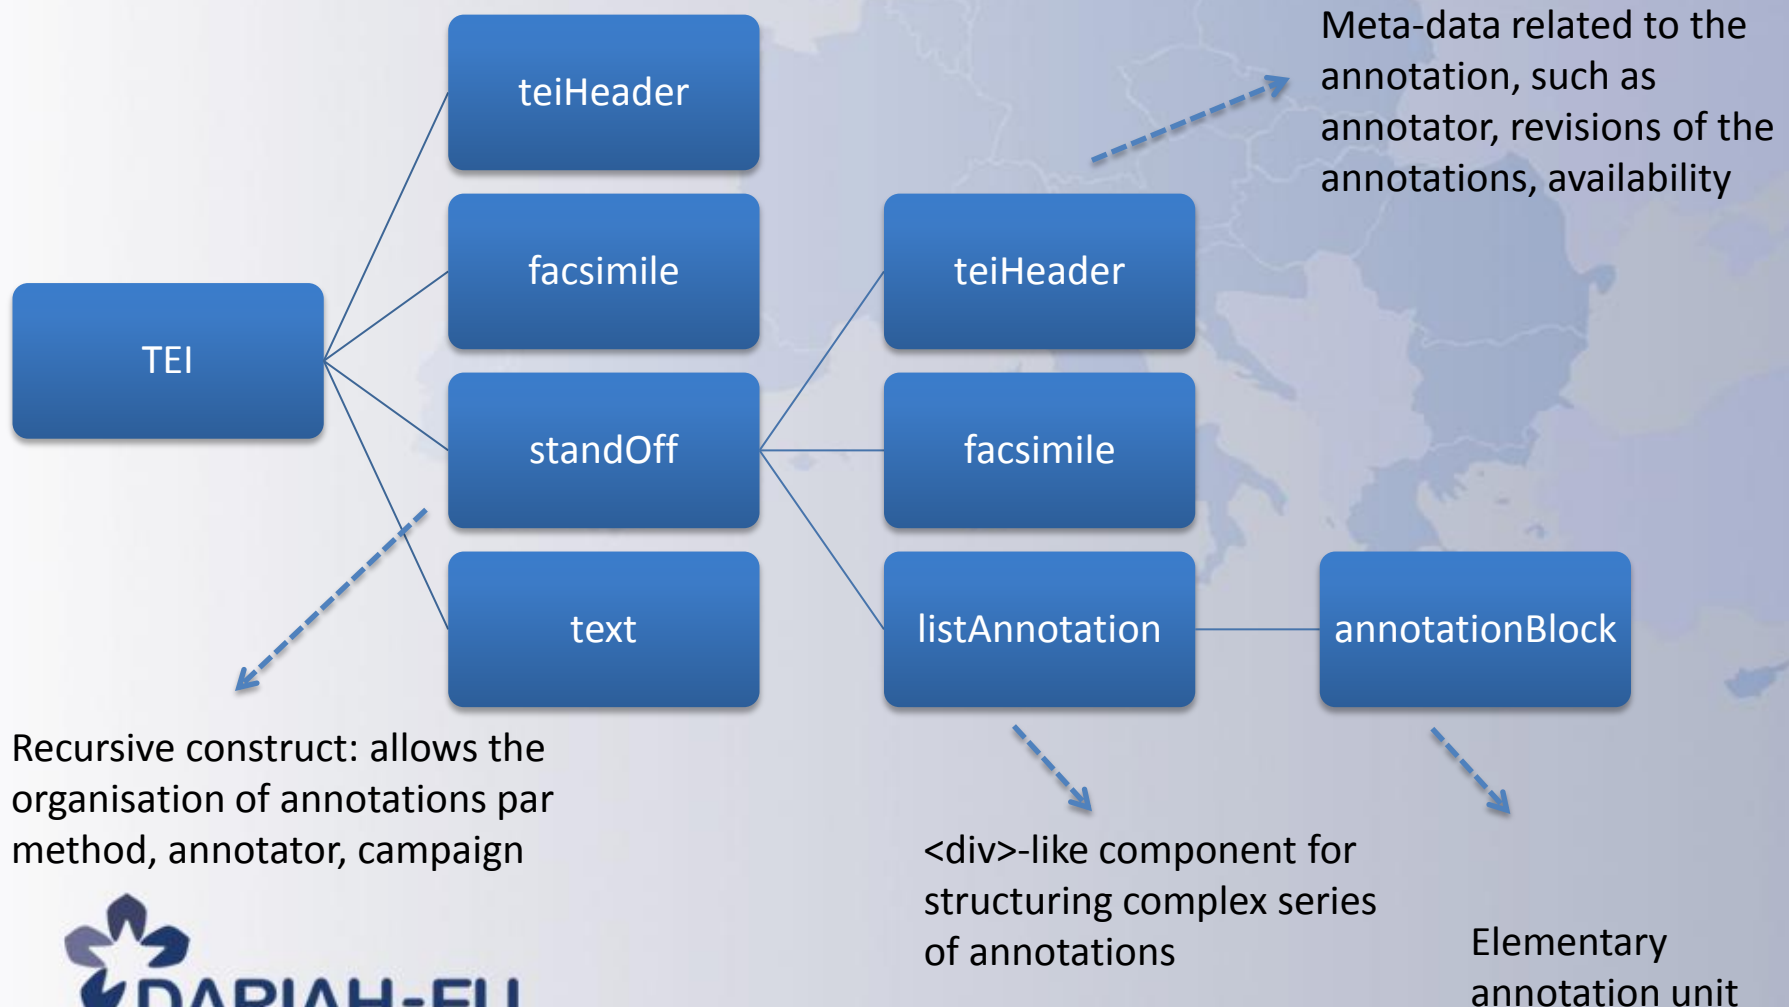 Meta-data related to the
annotation, such as
annotator, revisions of the
annotations, availability
teiHeader
facsimile
teiHeader
TEI
standOff
facsimile
text
listAnnotation
annotationBlock
Recursive construct: allows the
organisation of annotations par
method, annotator, campaign
<div>-like component for
structuring complex series
of annotations
Elementary
annotation unit
DARIAH-EU